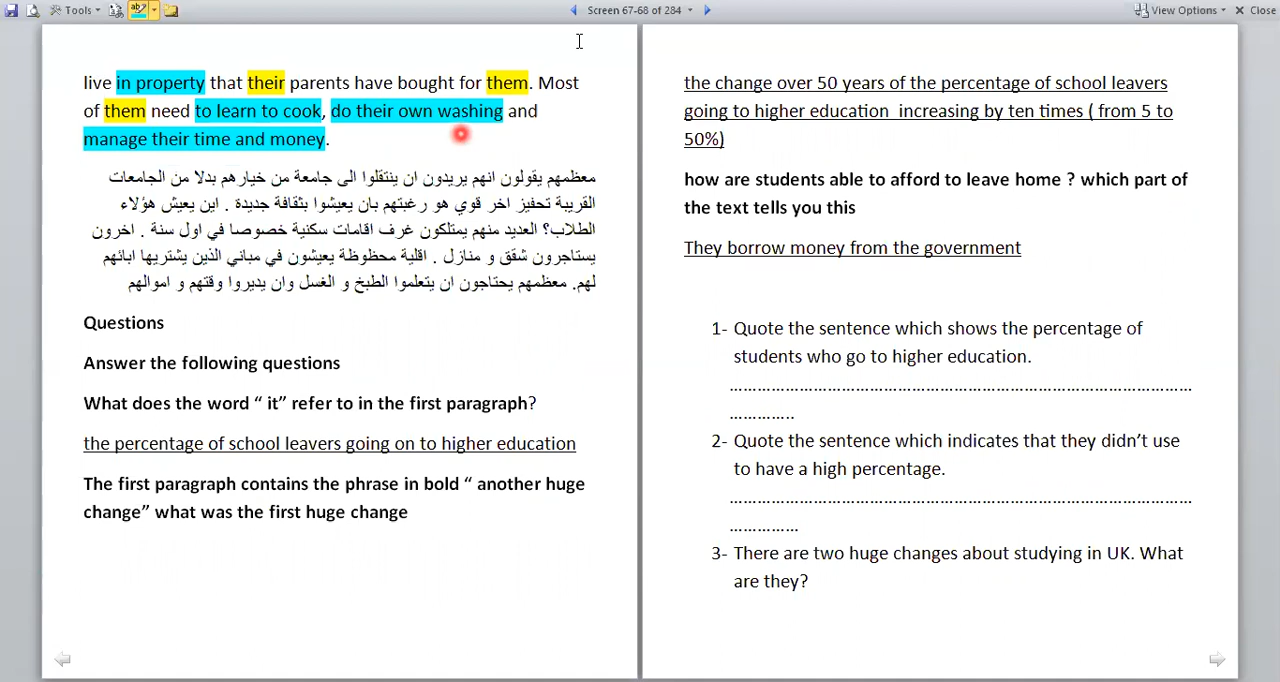 Tools
Screen 67-68 of 284
View Options
Close
live in property that their parents have bought for them. Most
of them need to learn to cook, do their own washing and
manage their time and money.
معظمهم يقولون انهم يريدون ان ينتقلوا الى جامعة من خيارهم بدلا من الجامعات
القريبة تحفيز اخر قوي هو رغبتهم بان يعيشوا بثقافة جديدة . اين يعيش هؤلاء
الطلاب؟ العديد منهم يمتلكون غرف اقامات سكنية خصوصا في اول سنة . اخرون
يستاجرون شقق و منازل . اقلية محظوظة يعيشون في مباني الذين يشتريها ابائهم
لهم. معظمهم يحتاجون ان يتعلموا الطبخ و الغسل وان يديروا وقتهم و اموالهم
Questions
Answer the following questions
What does the word “ it” refer to in the first paragraph?
the percentage of school leavers going on to higher education
The first paragraph contains the phrase in bold “ another huge
change” what was the first huge change
the change over 50 years of the percentage of school leavers
going to higher education increasing by ten times ( from 5 to
50%)
how are students able to afford to leave home ? which part of
the text tells you this
They borrow money from the government
1- Quote the sentence which shows the percentage of
students who go to higher education.
……………………………………………………………………………………
…………..
2- Quote the sentence which indicates that they didn’t use
to have a high percentage.
……………………………………………………………………………………
……………
3- There are two huge changes about studying in UK. What
are they?